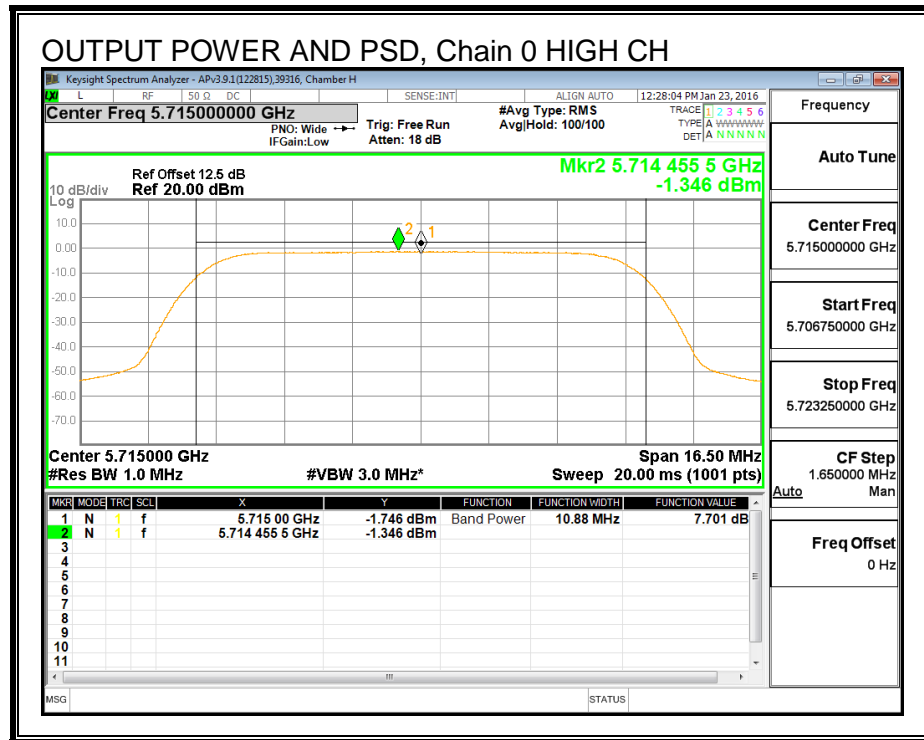 OUTPUT POWER AND PSD, Chain 0 HIGH CH
Keysight Spectrum Analyzer - APv3.9.1(122815),39316, Chamber H
LXI L RF 50 Ω DC SENSE:INT ALIGN AUTO 12:28:04 PM Jan 23, 2016
Center Freq 5.715000000 GHz
PNO: Wide
IFGain:Low
Trig: Free Run
Atten: 18 dB
#Avg Type: RMS
Avg|Hold: 100/100
TRACE 1 2 3 4 5 6
TYPE A WWWWW
DET A N N N N N
Mkr2 5.714 455 5 GHz
-1.346 dBm
Ref Offset 12.5 dB
10 dB/div Ref 20.00 dBm
Log
10.0
0.00
-10.0
-20.0
-30.0
-40.0
-50.0
-60.0
-70.0
2 1
Center 5.715000 GHz Span 16.50 MHz
#Res BW 1.0 MHz #VBW 3.0 MHz* Sweep 20.00 ms (1001 pts)
MKR MODE TRC SCL X Y FUNCTION FUNCTION WIDTH FUNCTION VALUE
1 N 1 f 5.715 00 GHz -1.746 dBm Band Power 10.88 MHz 7.701 dB
2 N 1 f 5.714 455 5 GHz -1.346 dBm
3
4
5
6
7
8
9
10
11
MSG STATUS
Frequency
Auto Tune
Center Freq
5.715000000 GHz
Start Freq
5.706750000 GHz
Stop Freq
5.723250000 GHz
CF Step
1.650000 MHz
Auto Man
Freq Offset
0 Hz